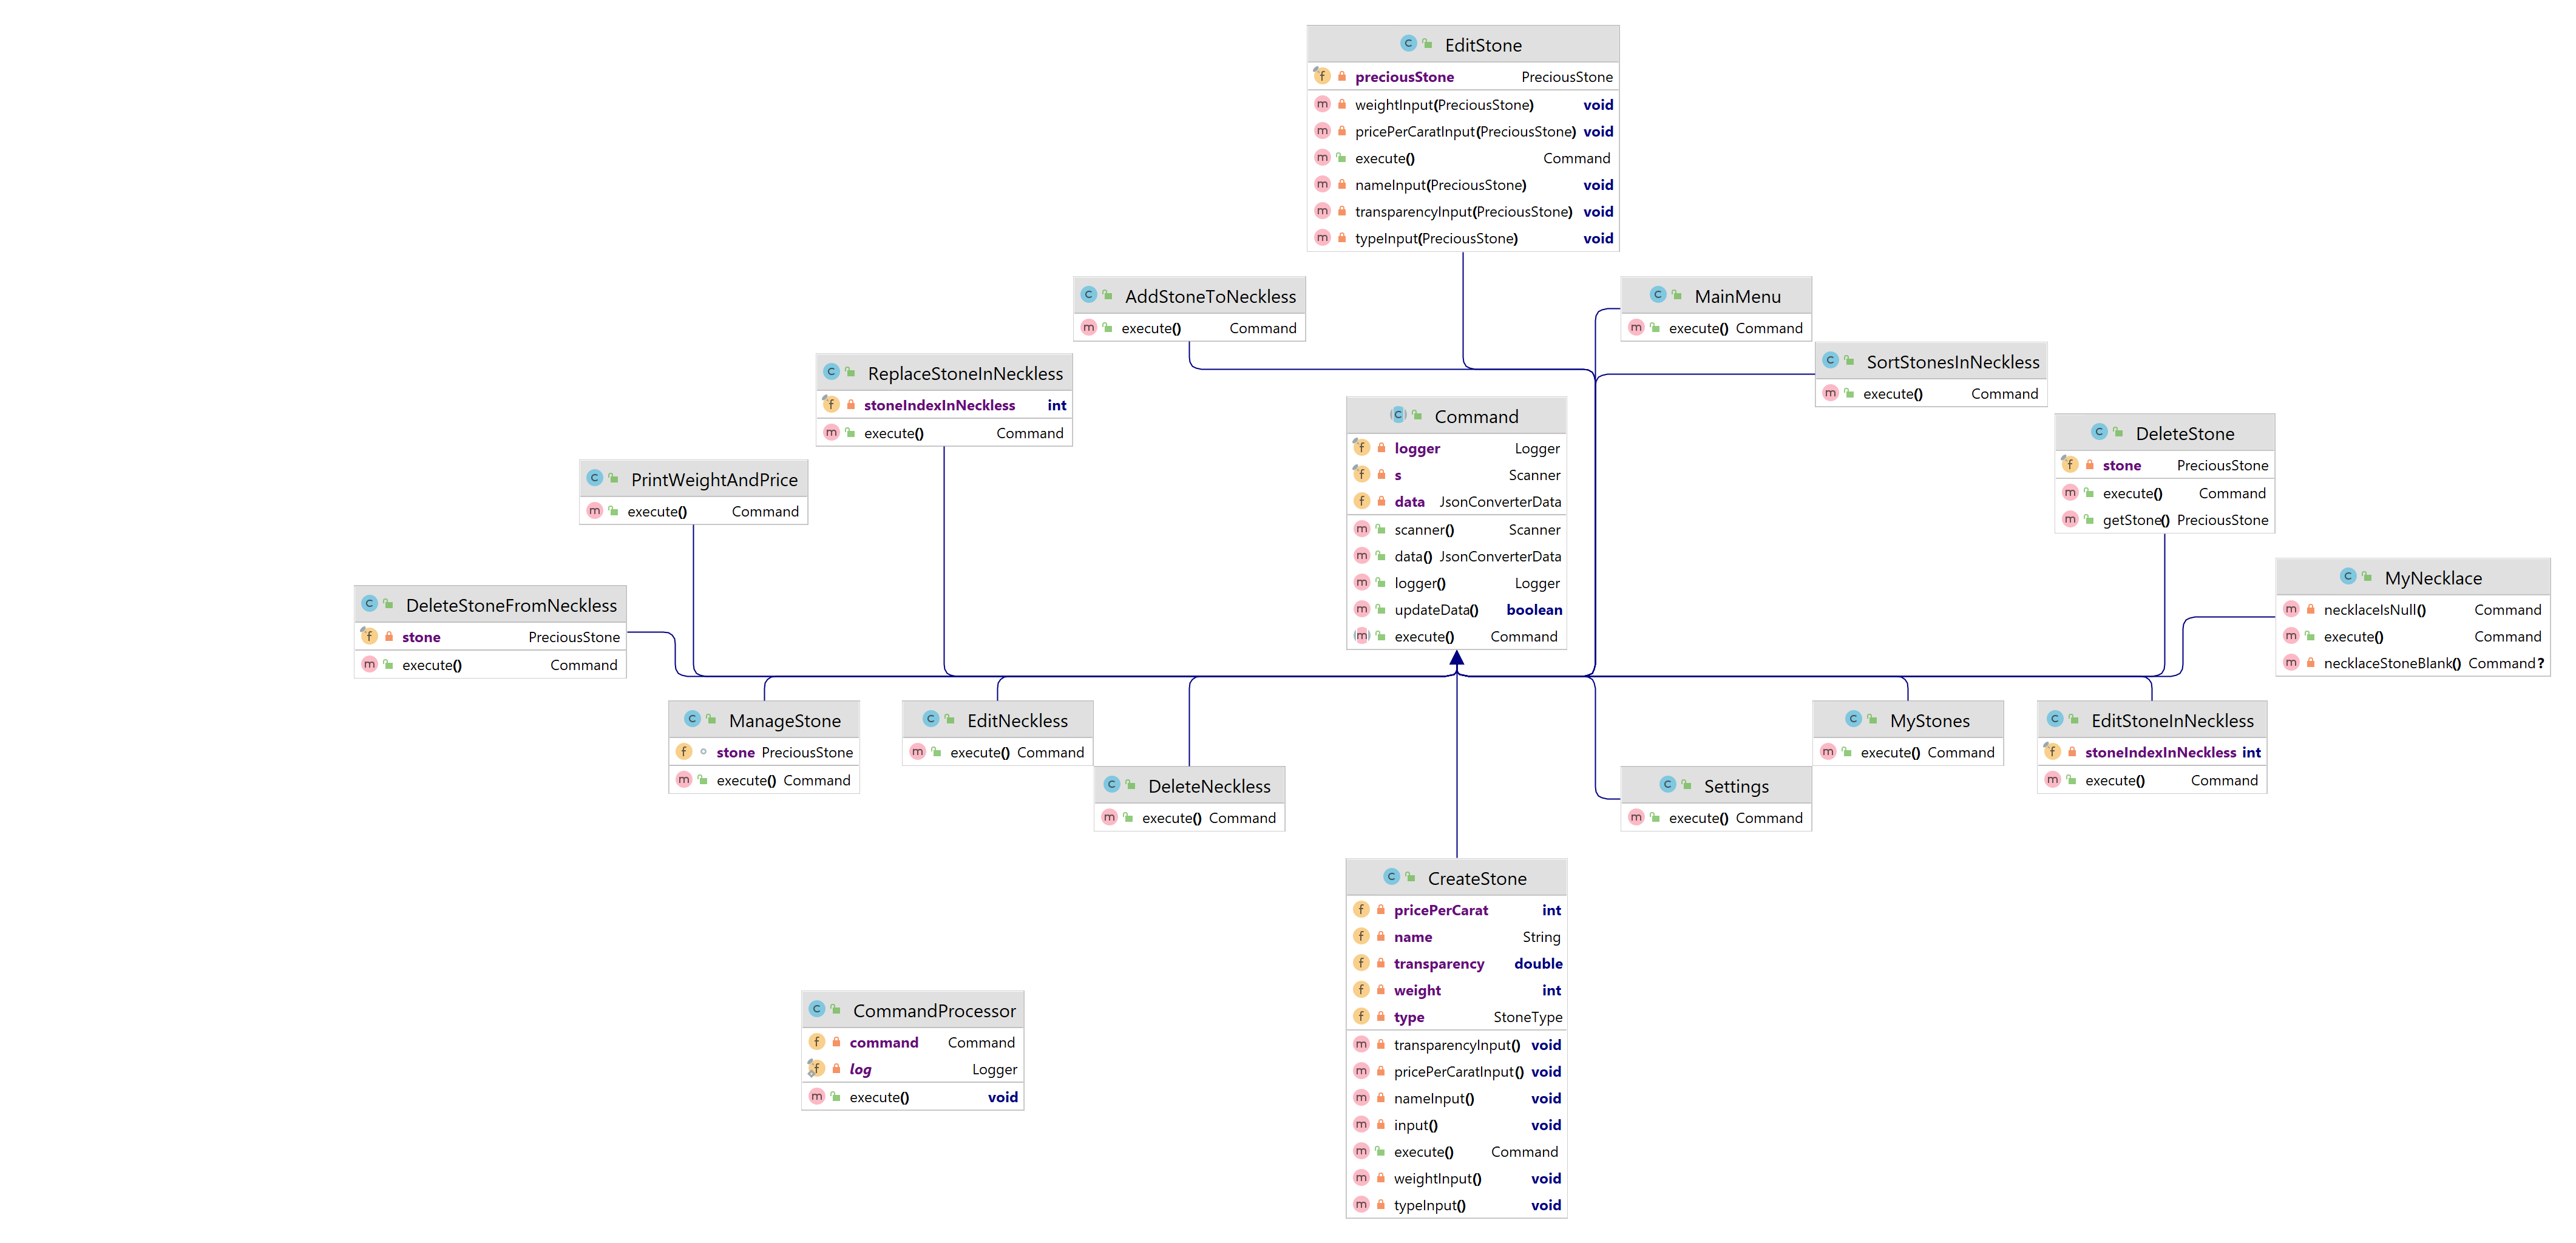 EditStone
preciousStone PreciousStone
weightInput(PreciousStone) void
pricePerCaratInput(PreciousStone) void
execute() Command
nameInput(PreciousStone) void
transparencyInput(PreciousStone) void
typeInput(PreciousStone) void
AddStoneToNeckless
execute() Command
MainMenu
execute() Command
SortStonesInNeckless
execute() Command
ReplaceStoneInNeckless
stoneIndexInNeckless int
execute() Command
Command
logger Logger
s Scanner
data JsonConverterData
scanner() Scanner
data() JsonConverterData
logger() Logger
updateData() boolean
execute() Command
DeleteStone
stone PreciousStone
execute() Command
getStone() PreciousStone
PrintWeightAndPrice
execute() Command
MyNecklace
necklaceIsNull() Command
execute() Command
necklaceStoneBlank() Command?
DeleteStoneFromNeckless
stone PreciousStone
execute() Command
ManageStone
stone PreciousStone
execute() Command
EditNeckless
execute() Command
DeleteNeckless
execute() Command
Settings
execute() Command
MyStones
execute() Command
EditStoneInNeckless
stoneIndexInNeckless int
execute() Command
CreateStone
pricePerCarat int
name String
transparency double
weight int
type StoneType
transparencyInput() void
pricePerCaratInput() void
nameInput() void
input() void
execute() Command
weightInput() void
typeInput() void
CommandProcessor
command Command
log Logger
execute() void